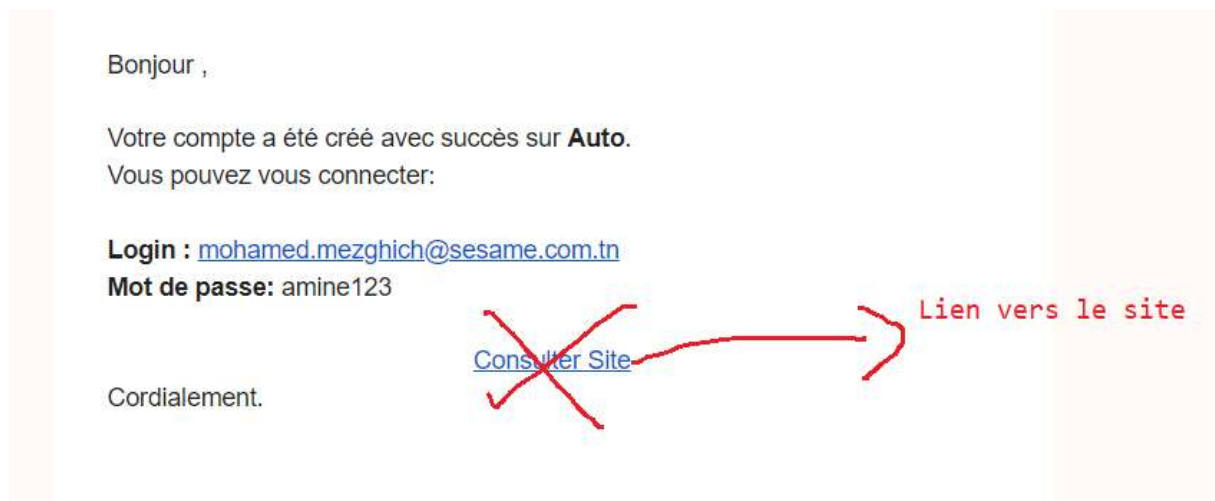 Bonjour ,
Votre compte a été créé avec succès sur Auto.
Vous pouvez vous connecter:
Login : mohamed.mezghich@sesame.com.tn
Mot de passe: amine123
Lien vers le site
Consulter Site
Cordialement.